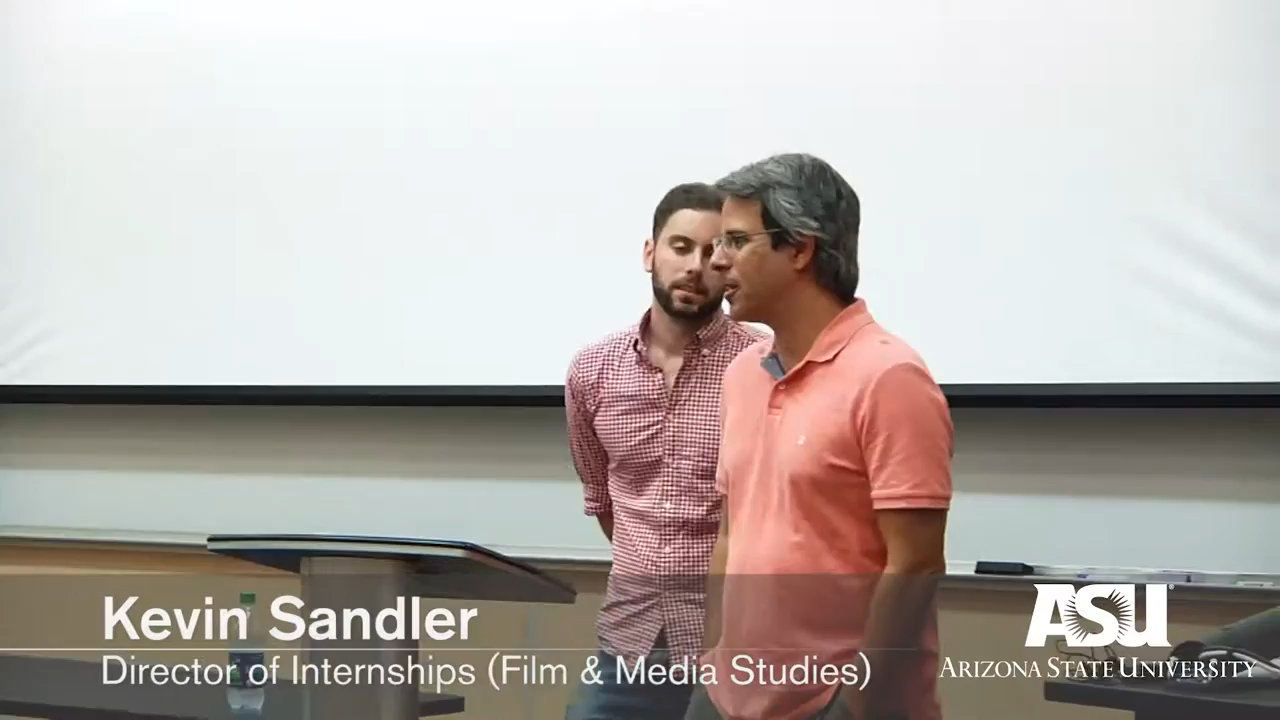 Kevin Sandler
Director of Internships (Film & Media Studies)
ASU®
ARIZONA STATE UNIVERSITY